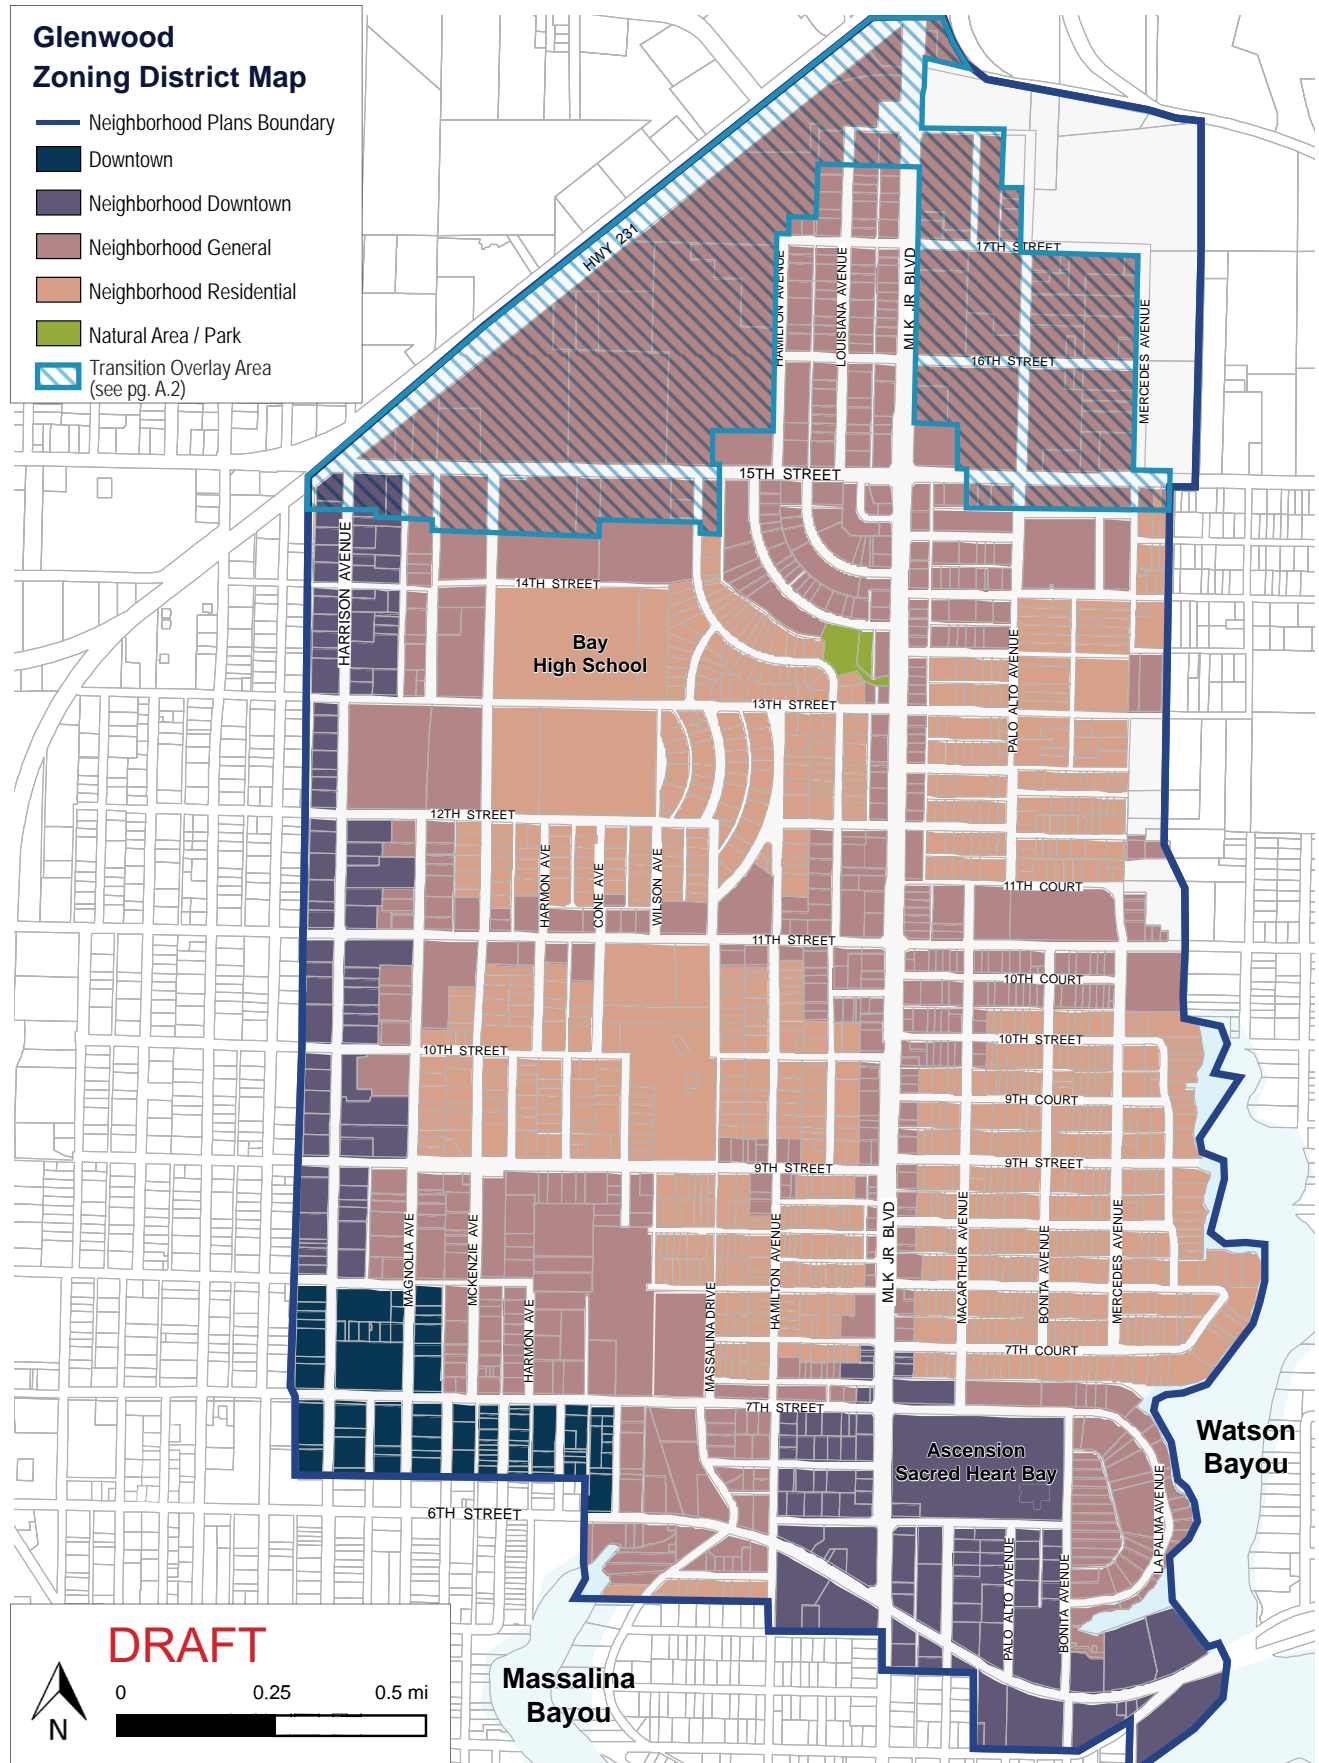 Glenwood
Zoning District Map
Neighborhood Plans Boundary
Downtown
Neighborhood Downtown
Neighborhood General
Neighborhood Residential
Natural Area / Park
Transition Overlay Area
(see pg. A.2)
HWY 231
HAMILTON AVENUE
LOUISIANA AVENUE
MLK JR BLVD
17TH STREET
16TH STREET
MERCEDES AVENUE
15TH STREET
HARRISON AVENUE
14TH STREET
Bay
High School
PALO ALTO AVENUE
13TH STREET
12TH STREET
HARMON AVE
CONE AVE
WILSON AVE
11TH COURT
11TH STREET
10TH COURT
10TH STREET
10TH STREET
9TH COURT
9TH STREET
9TH STREET
MAGNOLIA AVE
MCKENZIE AVE
HARMON AVE
MASSALINA DRIVE
HAMILTON AVENUE
MLK JR BLVD
MACARTHUR AVENUE
BONITA AVENUE
MERCEDES AVENUE
7TH COURT
7TH STREET
Ascension
Sacred Heart Bay
Watson
Bayou
LA PALMA AVENUE
6TH STREET
PALO ALTO AVENUE
BONITA AVENUE
Massalina
Bayou
DRAFT
0 0.25 0.5 mi
N